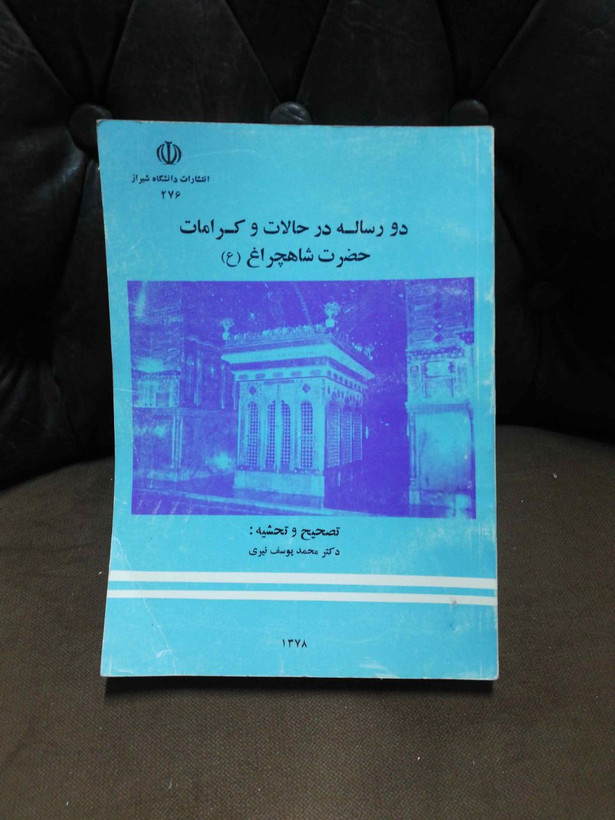 انتشارات دانشگاه شیراز
۲۷۶
دو رساله در حالات و کرامات
حضرت شاهچراغ (ع)
تصحیح و تحشیه :
دکتر محمد یوسف نیری
۱۳۷۸